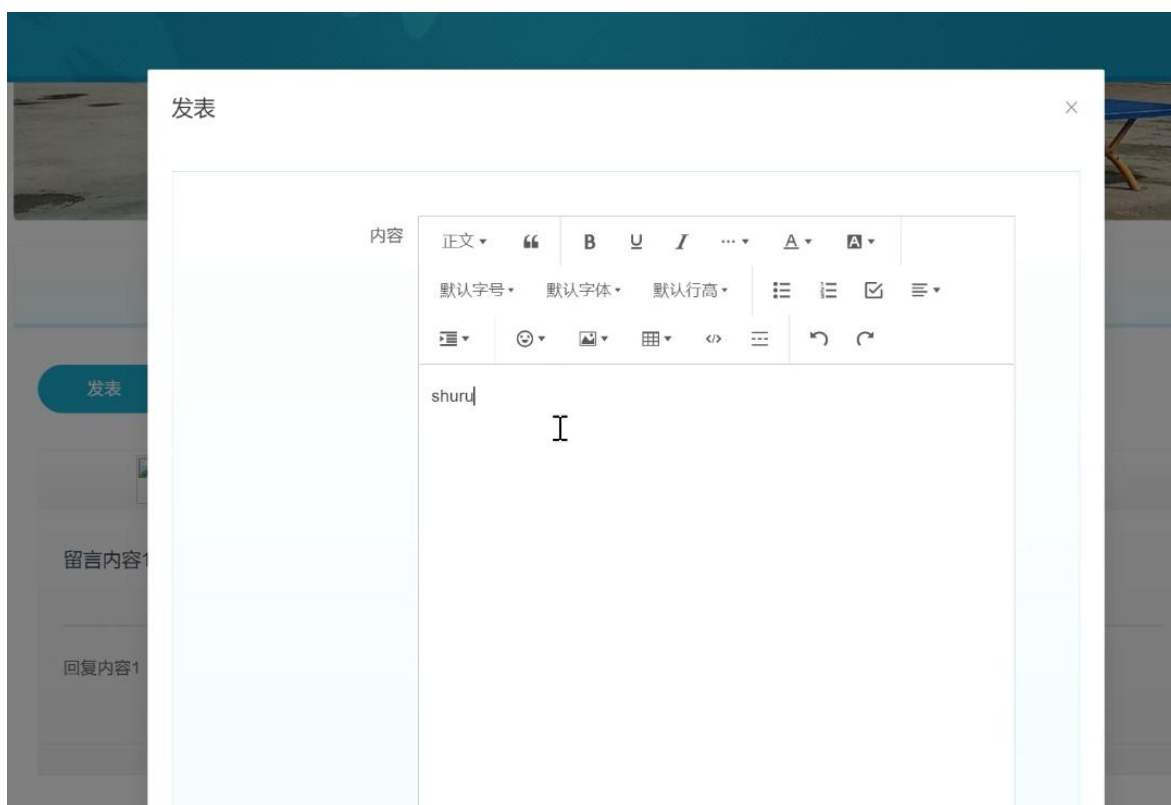 发表
内容
正文 B U I ... A A
默认字号 默认字体 默认行高
shuru
发表
留言内容1
回复内容1